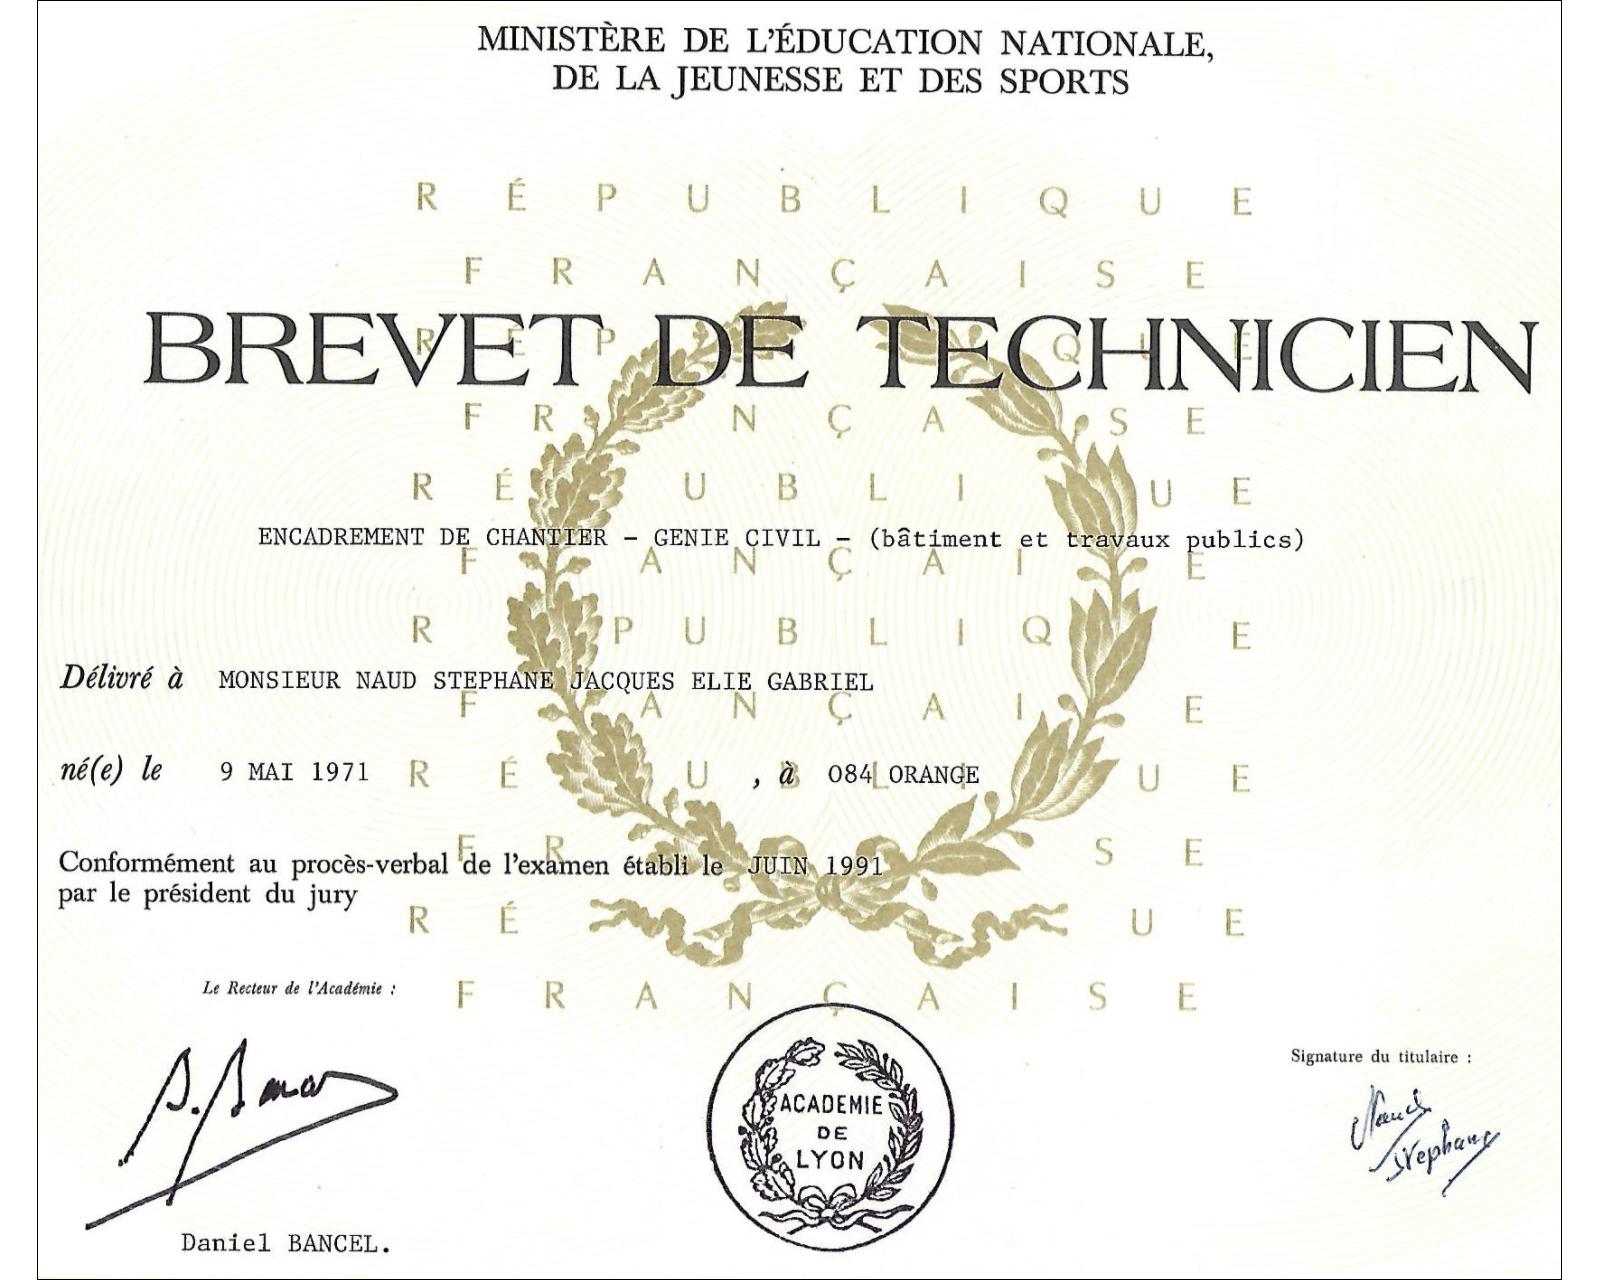 MINISTÈRE DE L'ÉDUCATION NATIONALE,
DE LA JEUNESSE ET DES SPORTS
RÉPUBLIQUE
FRANÇAISE
BREVET DE TECHNICIEN
ENCADREMENT DE CHANTIER - GENIE CIVIL - (bâtiment et travaux publics)
Délivré à MONSIEUR NAUD STEPHANE JACQUES ELIE GABRIEL
né(e) le 9 MAI 1971 , à 084 ORANGE
Conformément au procès-verbal de l'examen établi le JUIN 1991
par le président du jury
FRANÇAISE
Le Recteur de l'Académie :
Signature du titulaire :
ACADEMIE
DE
LYON
Naud
Stephane
Daniel BANCEL.